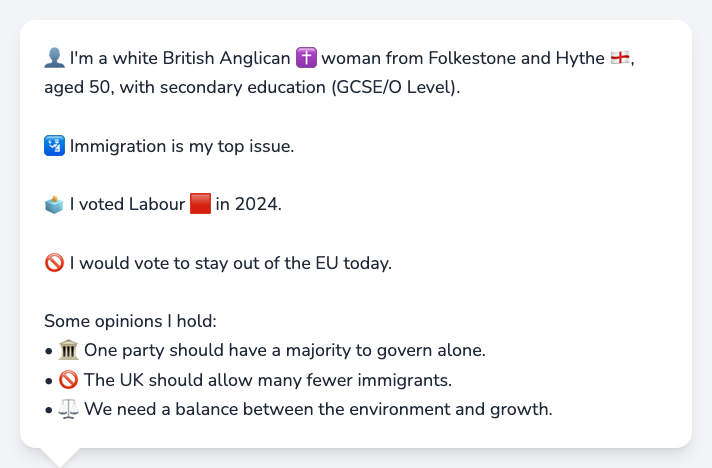 👤 I'm a white British Anglican ✝️ woman from Folkestone and Hythe 🏴󠁧󠁢󠁥󠁮󠁧󠁿,
aged 50, with secondary education (GCSE/O Level).
🛂 Immigration is my top issue.
🗳️ I voted Labour 🟥 in 2024.
🚫 I would vote to stay out of the EU today.
Some opinions I hold:
• 🏛️ One party should have a majority to govern alone.
• 🚫 The UK should allow many fewer immigrants.
• ⚖️ We need a balance between the environment and growth.